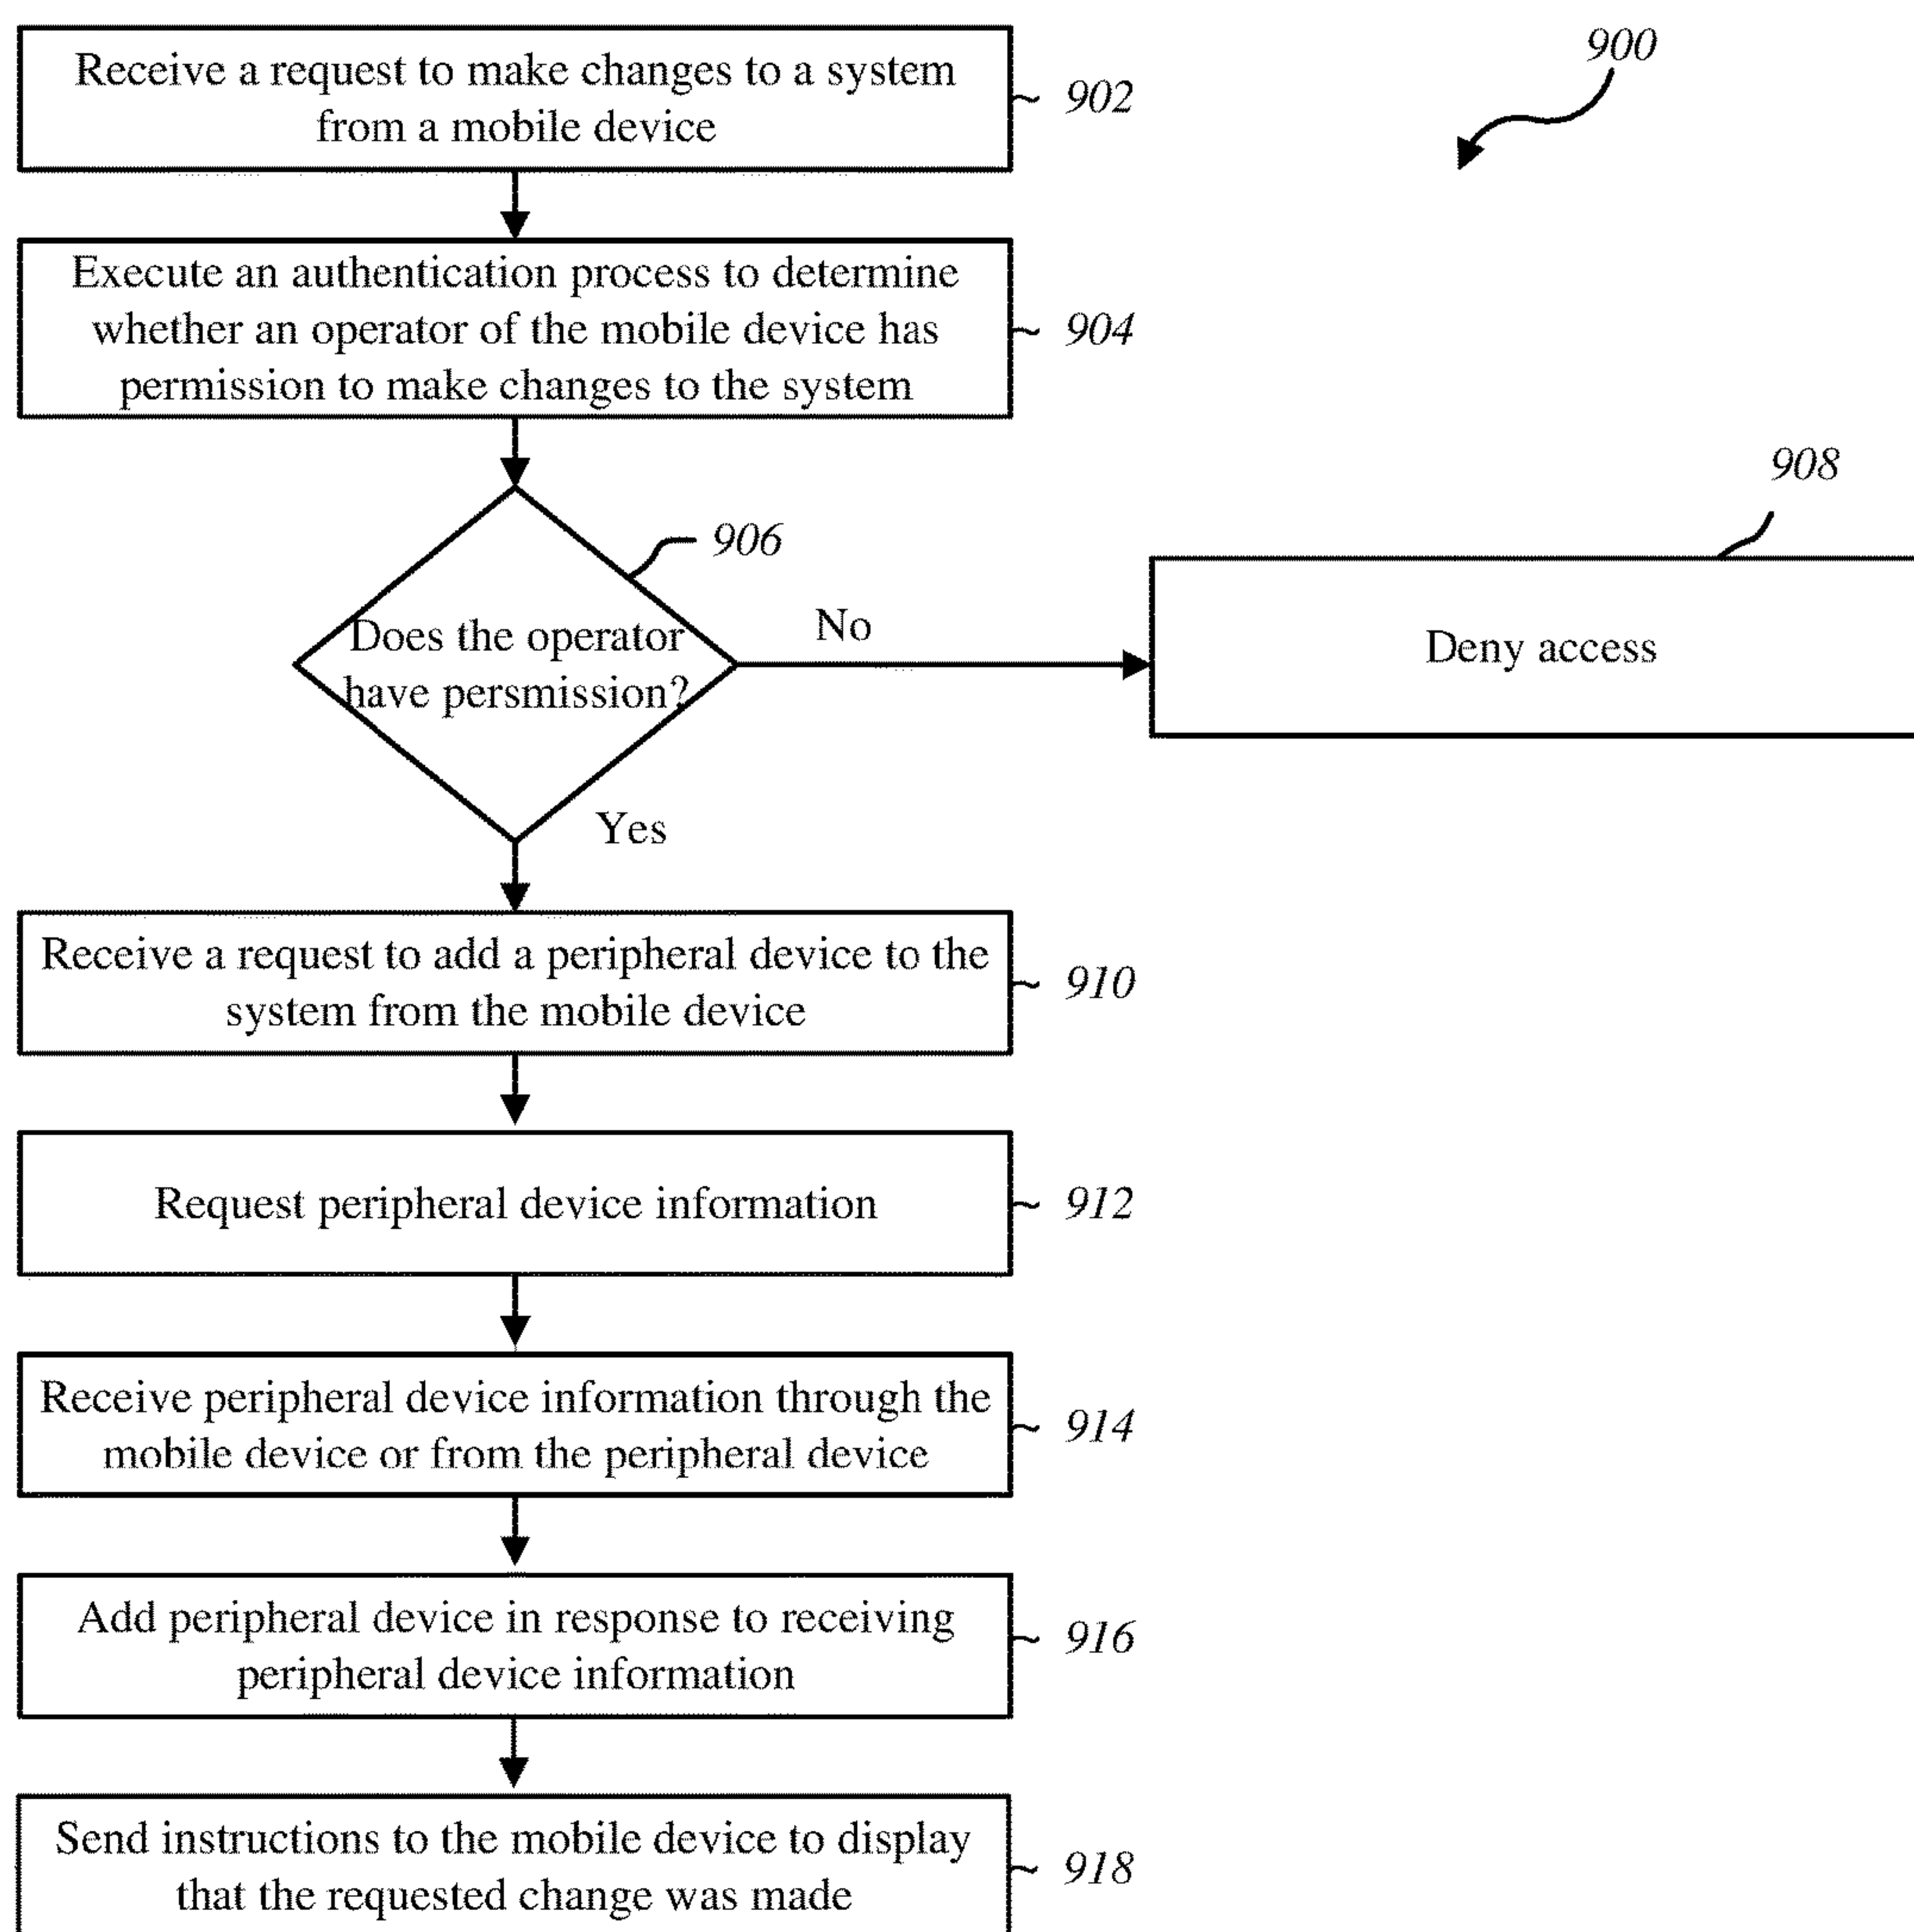 900
Receive a request to make changes to a system
from a mobile device
902
Execute an authentication process to determine
whether an operator of the mobile device has
permission to make changes to the system
904
906
Does the operator
have persmission?
No
908
Deny access
Yes
Receive a request to add a peripheral device to the
system from the mobile device
910
Request peripheral device information
912
Receive peripheral device information through the
mobile device or from the peripheral device
914
Add peripheral device in response to receiving
peripheral device information
916
Send instructions to the mobile device to display
that the requested change was made
918